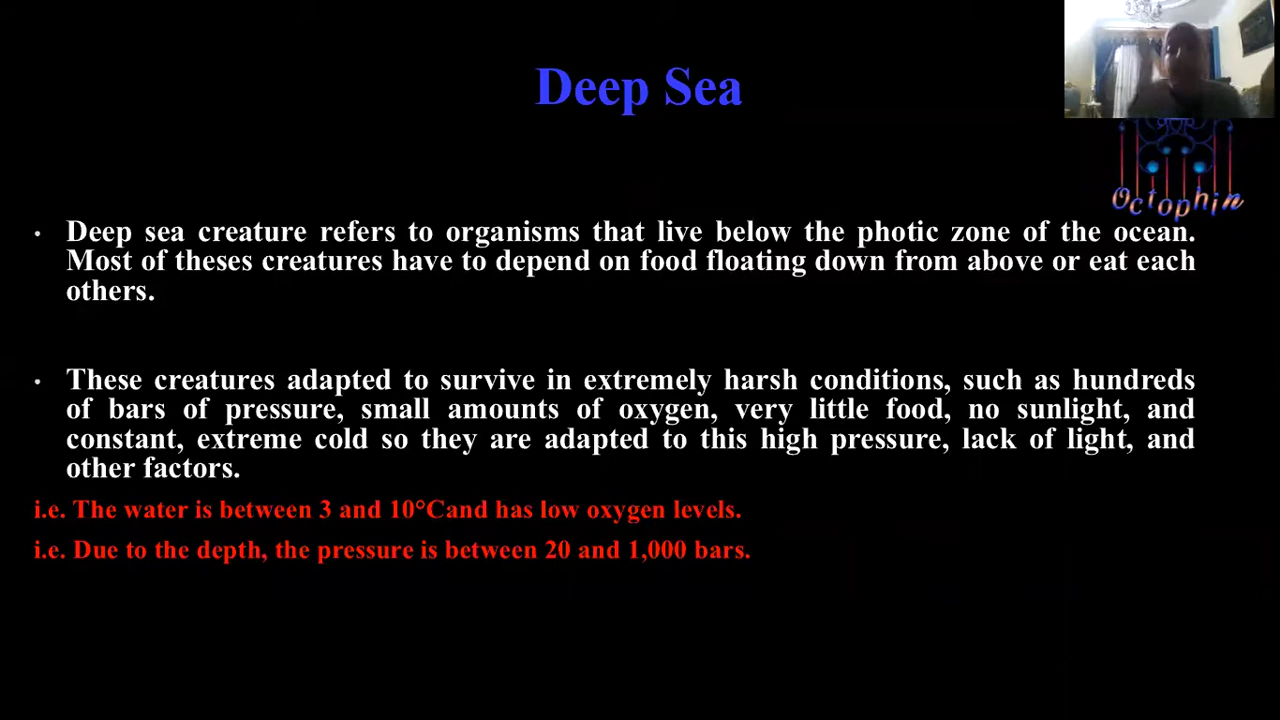 Deep Sea
Octophin
• Deep sea creature refers to organisms that live below the photic zone of the ocean.
Most of theses creatures have to depend on food floating down from above or eat each
others.
• These creatures adapted to survive in extremely harsh conditions, such as hundreds
of bars of pressure, small amounts of oxygen, very little food, no sunlight, and
constant, extreme cold so they are adapted to this high pressure, lack of light, and
other factors.
i.e. The water is between 3 and 10°Cand has low oxygen levels.
i.e. Due to the depth, the pressure is between 20 and 1,000 bars.